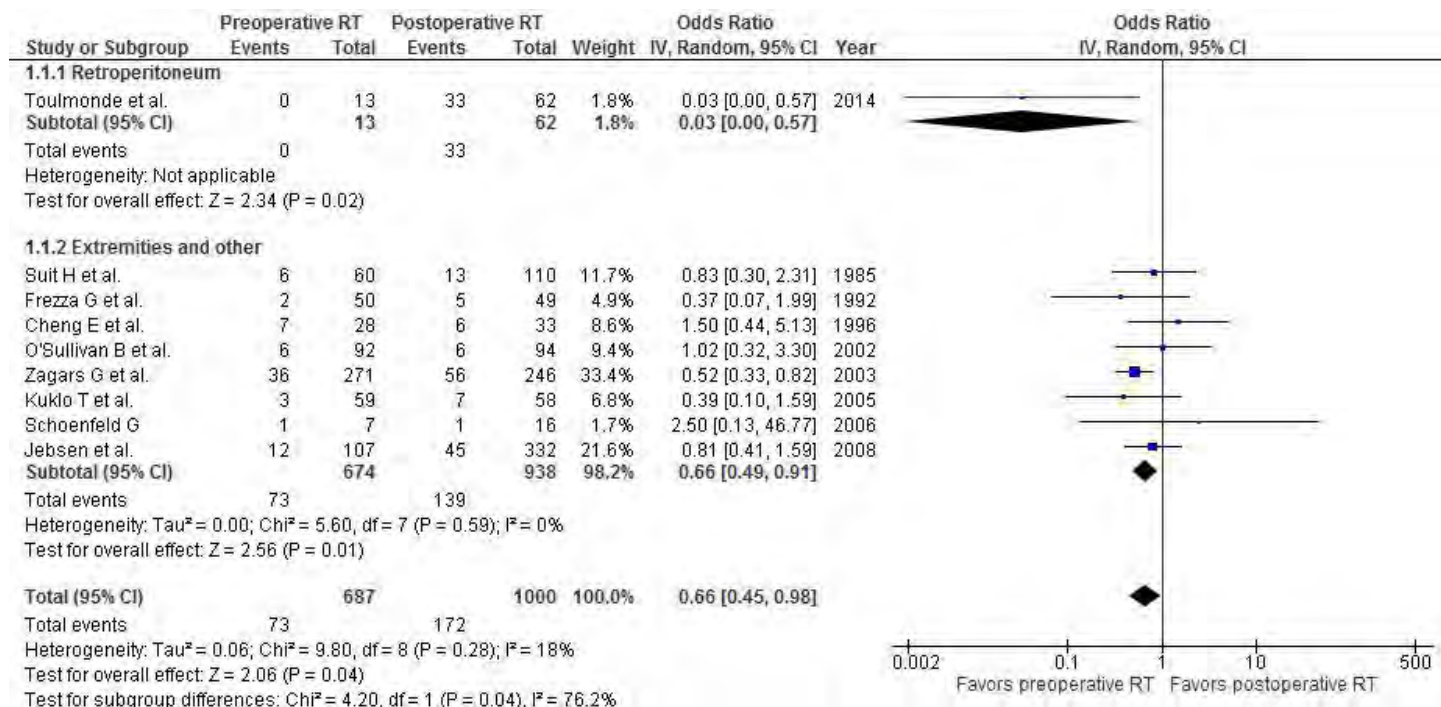 Preoperative RT Postoperative RT Odds Ratio Odds Ratio
Study or Subgroup Events Total Events Total Weight IV, Random, 95% CI Year IV, Random, 95% CI
1.1.1 Retroperitoneum
Toulmonde et al. 0 13 33 62 1.8% 0.03 [0.00, 0.57] 2014
Subtotal (95% CI) 13 62 1.8% 0.03 [0.00, 0.57]
Total events 0 33
Heterogeneity: Not applicable
Test for overall effect: Z = 2.34 (P = 0.02)
1.1.2 Extremities and other
Suit H et al. 6 60 13 110 11.7% 0.83 [0.30, 2.31] 1985
Frezza G et al. 2 50 5 49 4.9% 0.37 [0.07, 1.99] 1992
Cheng E et al. 7 28 6 33 8.6% 1.50 [0.44, 5.13] 1996
O'Sullivan B et al. 6 92 6 94 9.4% 1.02 [0.32, 3.30] 2002
Zagars G et al. 36 271 56 246 33.4% 0.52 [0.33, 0.82] 2003
Kuklo T et al. 3 59 7 58 6.8% 0.39 [0.10, 1.59] 2005
Schoenfeld G 1 7 1 16 1.7% 2.50 [0.13, 46.77] 2006
Jebsen et al. 12 107 45 332 21.6% 0.81 [0.41, 1.59] 2008
Subtotal (95% CI) 674 938 98.2% 0.66 [0.49, 0.91]
Total events 73 139
Heterogeneity: Tau² = 0.00; Chi² = 5.60, df = 7 (P = 0.59); I² = 0%
Test for overall effect: Z = 2.56 (P = 0.01)
Total (95% CI) 687 1000 100.0% 0.66 [0.45, 0.98]
Total events 73 172
Heterogeneity: Tau² = 0.06; Chi² = 9.80, df = 8 (P = 0.28); I² = 18%
Test for overall effect: Z = 2.06 (P = 0.04)
Test for subgroup differences: Chi² = 4.20, df = 1 (P = 0.04), I² = 76.2%
0.002 0.1 1 10 500
Favors preoperative RT Favors postoperative RT